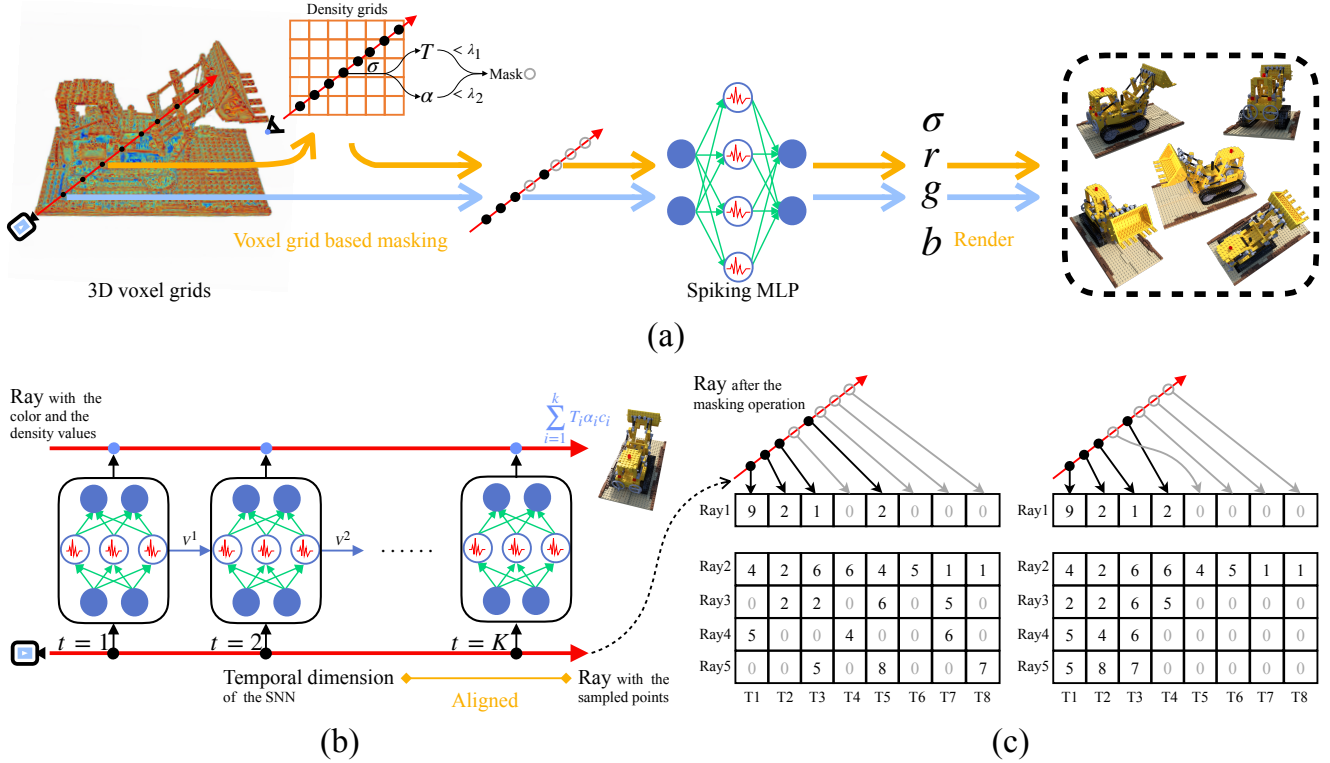 Density grids
σ
T
α
< λ1
< λ2
Mask
Voxel grid based masking
3D voxel grids
Spiking MLP
σ
r
g
b
Render
(a)
Ray with the
color and the
density values
k
∑ Tᵢαᵢcᵢ
i=1
V¹
V²
······
t = 1
t = 2
t = K
Temporal dimension
of the SNN
Aligned
Ray with the
sampled points
(b)
Ray after the
masking operation
Ray1 9 2 1 0 2 0 0 0
Ray2 4 2 6 6 4 5 1 1
Ray3 0 2 2 0 6 0 5 0
Ray4 5 0 0 4 0 0 6 0
Ray5 0 0 5 0 8 0 0 7
T1 T2 T3 T4 T5 T6 T7 T8
Ray1 9 2 1 2 0 0 0 0
Ray2 4 2 6 6 4 5 1 1
Ray3 2 2 6 5 0 0 0 0
Ray4 5 4 6 0 0 0 0 0
Ray5 5 8 7 0 0 0 0 0
T1 T2 T3 T4 T5 T6 T7 T8
(c)